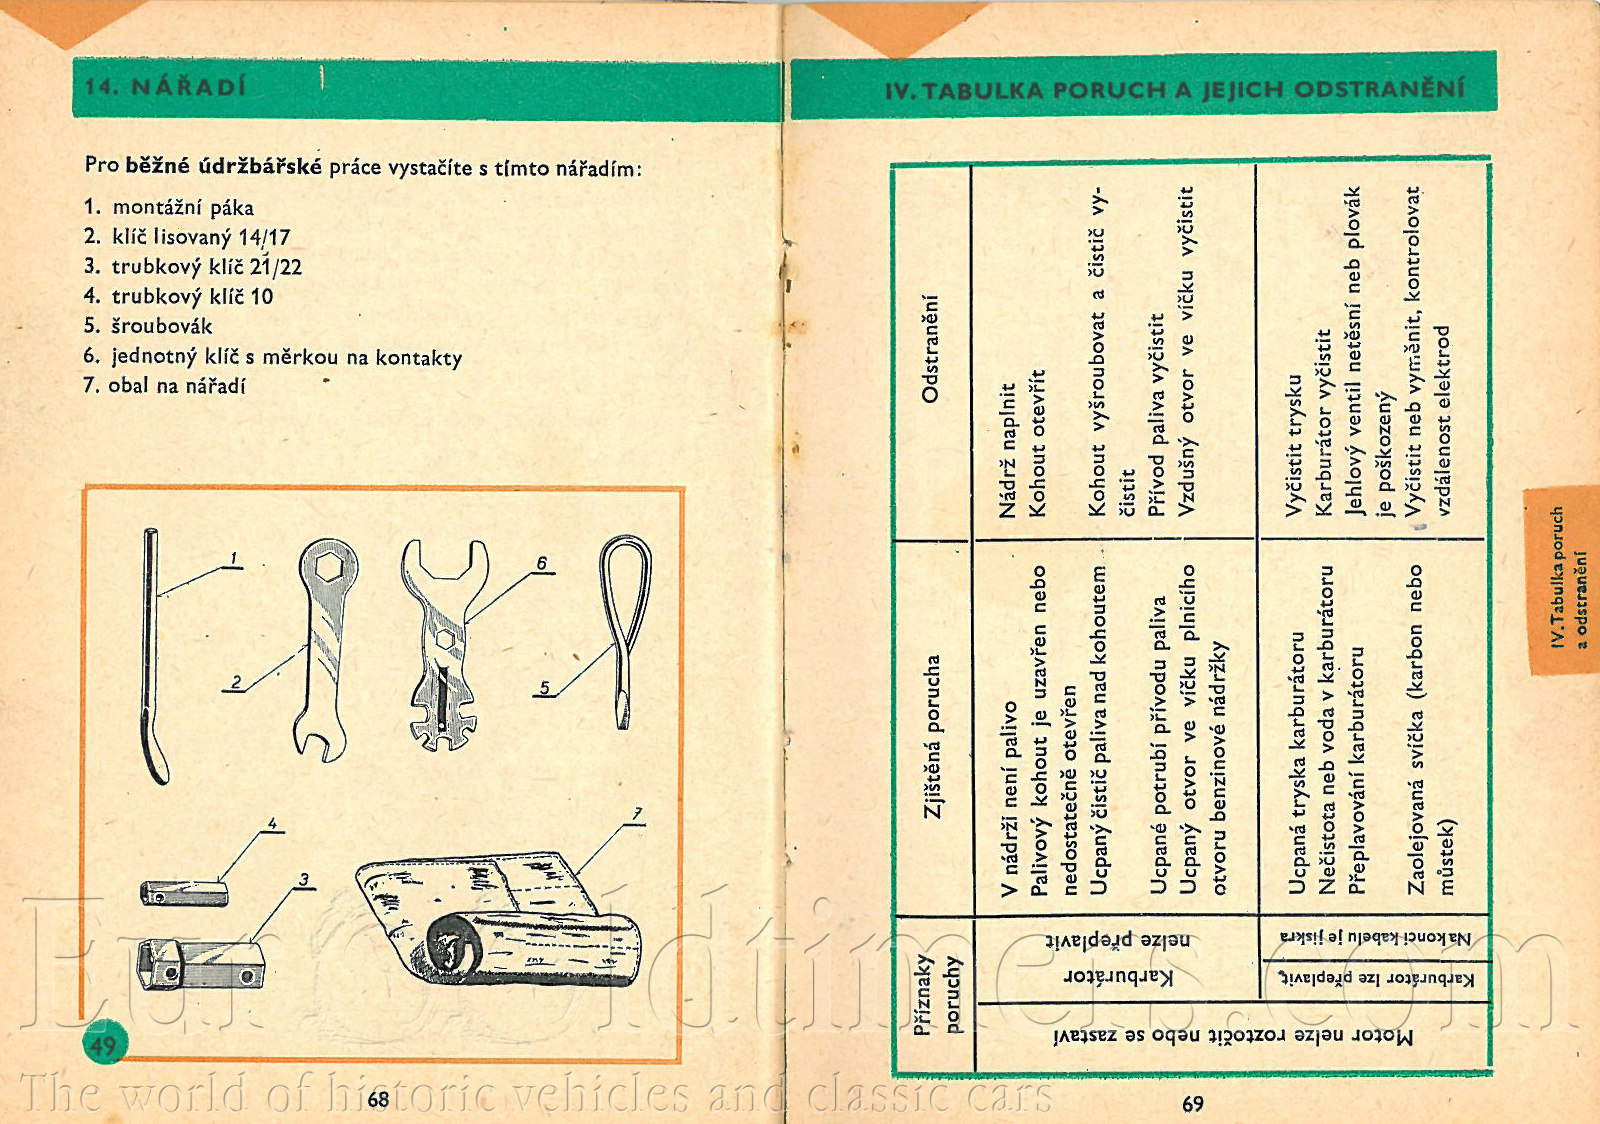 14. NÁŘADÍ
Pro běžné údržbářské práce vystačíte s tímto nářadím:
1. montážní páka
2. klíč lisovaný 14/17
3. trubkový klíč 21/22
4. trubkový klíč 10
5. šroubovák
6. jednotný klíč s měrkou na kontakty
7. obal na nářadí
1
2
6
5
4
3
7
49
68
IV. TABULKA PORUCH A JEJICH ODSTRANĚNÍ
Příznaky
poruchy
Zjištěná porucha
Odstranění
Motor nelze roztočit nebo se zastaví
Karburátor
nelze přeplavit
V nádrži není palivo
Palivový kohout je uzavřen nebo
nedostatečně otevřen
Ucpaný čistič paliva nad kohoutem
Ucpané potrubí přívodu paliva
Ucpaný otvor ve víčku plnicího
otvoru benzinové nádržky
Nádrž naplnit
Kohout otevřít
Kohout vyšroubovat a čistič vy-
čistit
Přívod paliva vyčistit
Vzdušný otvor ve víčku vyčistit
Karburátor lze přeplavit,
Na konci kabelu je jiskra
Ucpaná tryska karburátoru
Nečistota neb voda v karburátoru
Přeplavování karburátoru
Zaolejovaná svíčka (karbon nebo
můstek)
Vyčistit trysku
Karburátor vyčistit
Jehlový ventil netěsní neb plovák
je poškozený
Vyčistit neb vyměnit, kontrolovat
vzdálenost elektrod
IV. Tabulka poruch
a odstranění
69
EurOldtimers.com
The world of historic vehicles and classic cars